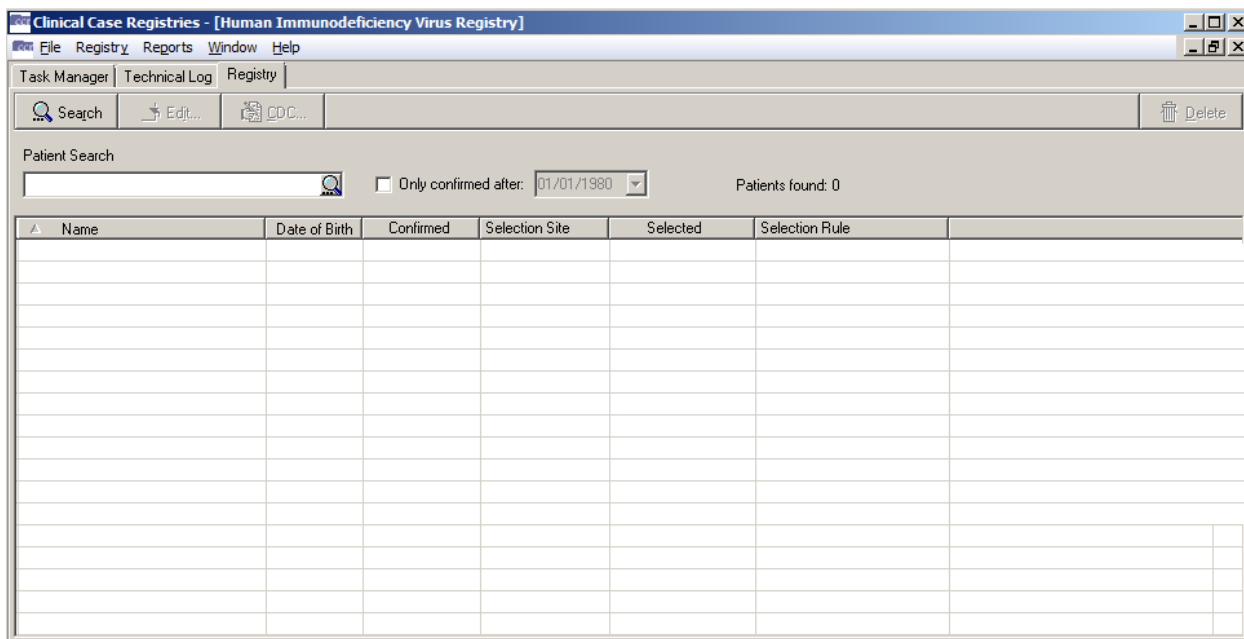 Clinical Case Registries - [Human Immunodeficiency Virus Registry]
File Registry Reports Window Help
Task Manager Technical Log Registry
Search Edit... CDC... Delete
Patient Search
Only confirmed after: 01/01/1980 Patients found: 0
Name Date of Birth Confirmed Selection Site Selected Selection Rule